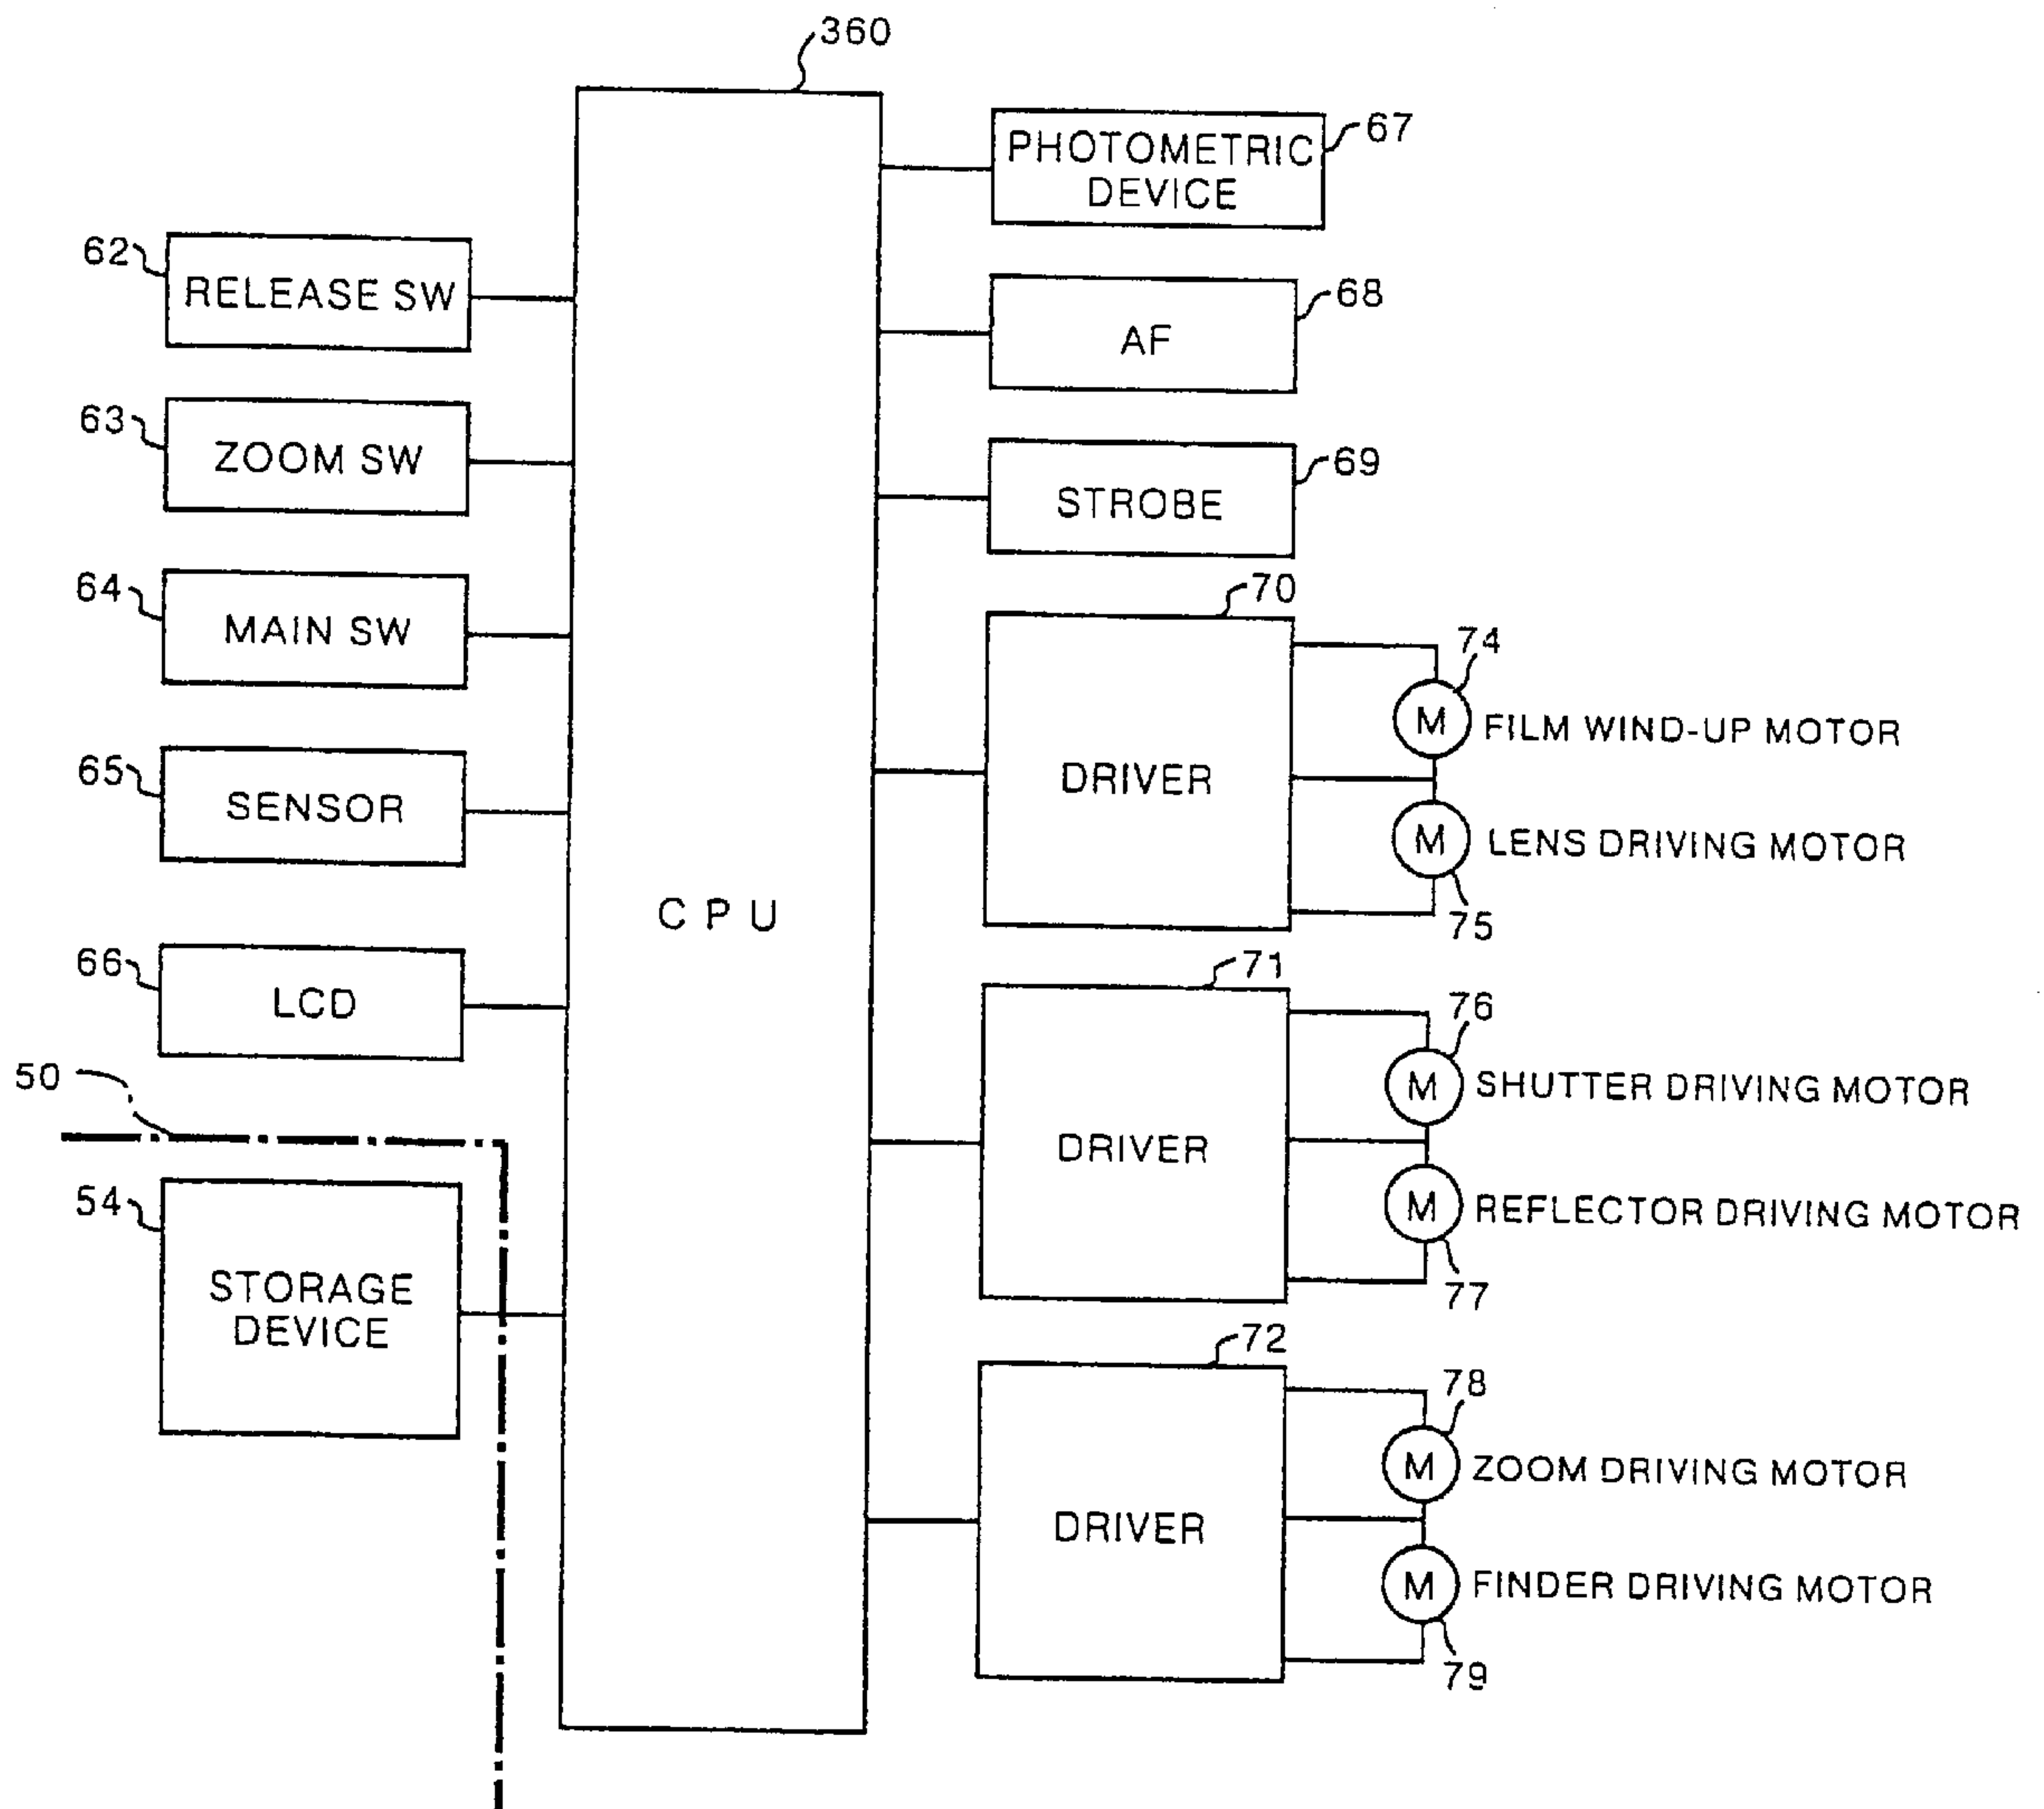 360
62
RELEASE SW
63
ZOOM SW
64
MAIN SW
65
SENSOR
66
LCD
50
54
STORAGE
DEVICE
C P U
67
PHOTOMETRIC
DEVICE
68
AF
69
STROBE
70
DRIVER
74
M FILM WIND-UP MOTOR
M LENS DRIVING MOTOR
75
71
DRIVER
76
M SHUTTER DRIVING MOTOR
M REFLECTOR DRIVING MOTOR
77
72
DRIVER
78
M ZOOM DRIVING MOTOR
M FINDER DRIVING MOTOR
79